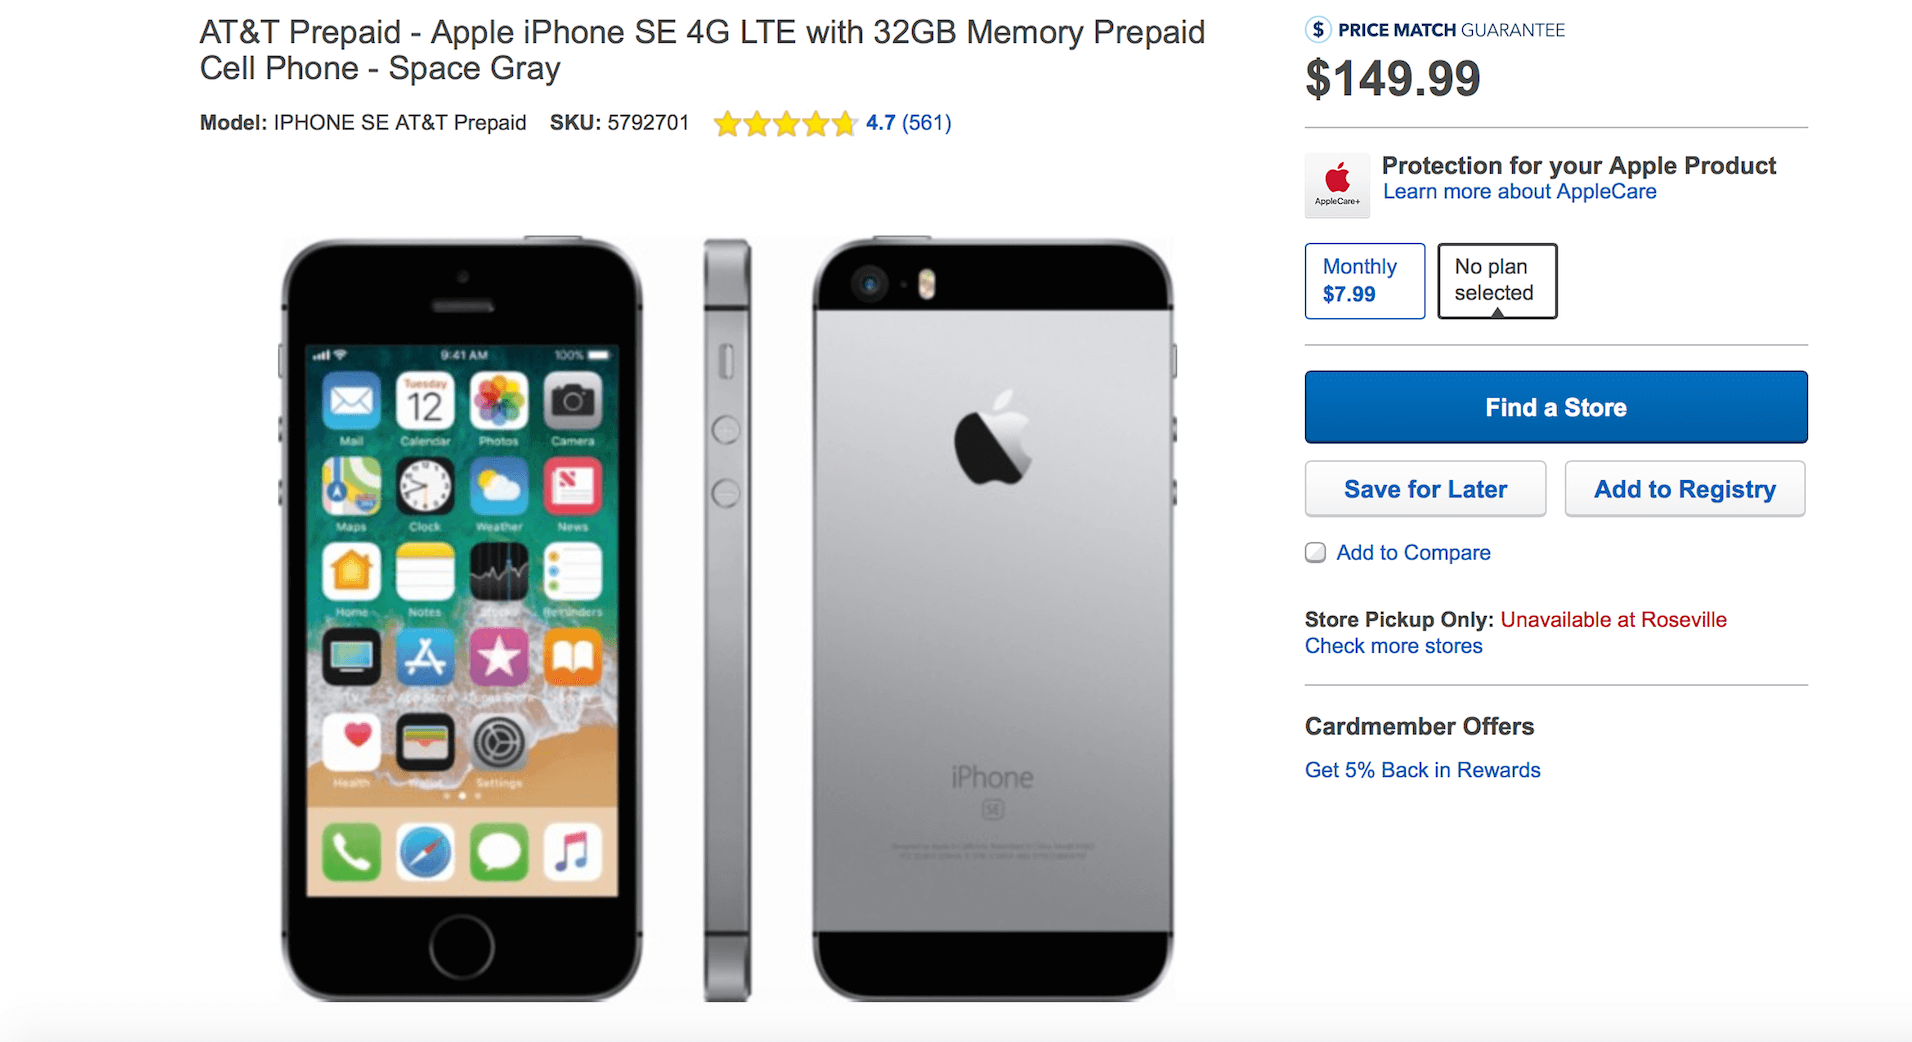 AT&T Prepaid - Apple iPhone SE 4G LTE with 32GB Memory Prepaid
Cell Phone - Space Gray
Model: IPHONE SE AT&T Prepaid SKU: 5792701 4.7 (561)
9:41 AM 100%
Tuesday
12
Mail Calendar Photos Camera
Maps Clock Weather News
Home Notes Stocks Reminders
TV App Store iTunes Store
Health Wallet Settings
iPhone
SE
$ PRICE MATCH GUARANTEE
$149.99
AppleCare+
Protection for your Apple Product
Learn more about AppleCare
Monthly
$7.99
No plan
selected
Find a Store
Save for Later Add to Registry
Add to Compare
Store Pickup Only: Unavailable at Roseville
Check more stores
Cardmember Offers
Get 5% Back in Rewards